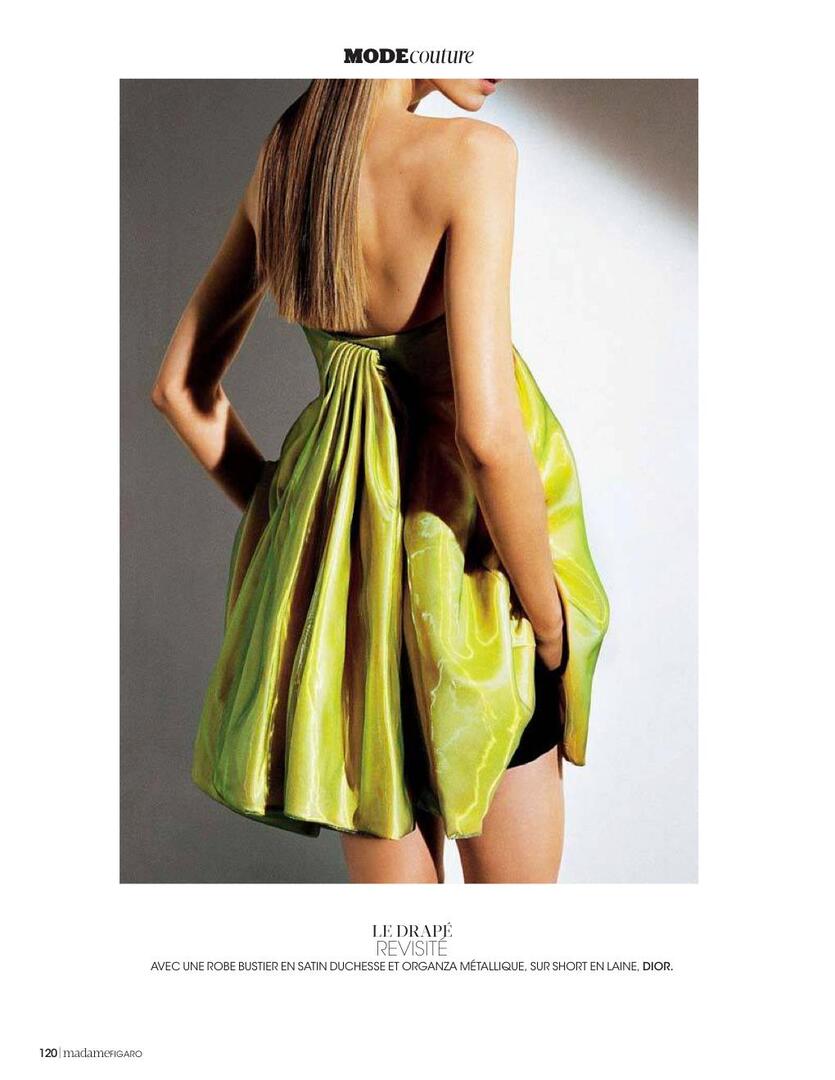 MODEcouture
LE DRAPÉ
REVISITÉ
AVEC UNE ROBE BUSTIER EN SATIN DUCHESSE ET ORGANZA MÉTALLIQUE, SUR SHORT EN LAINE, DIOR.
120 | madameFIGARO